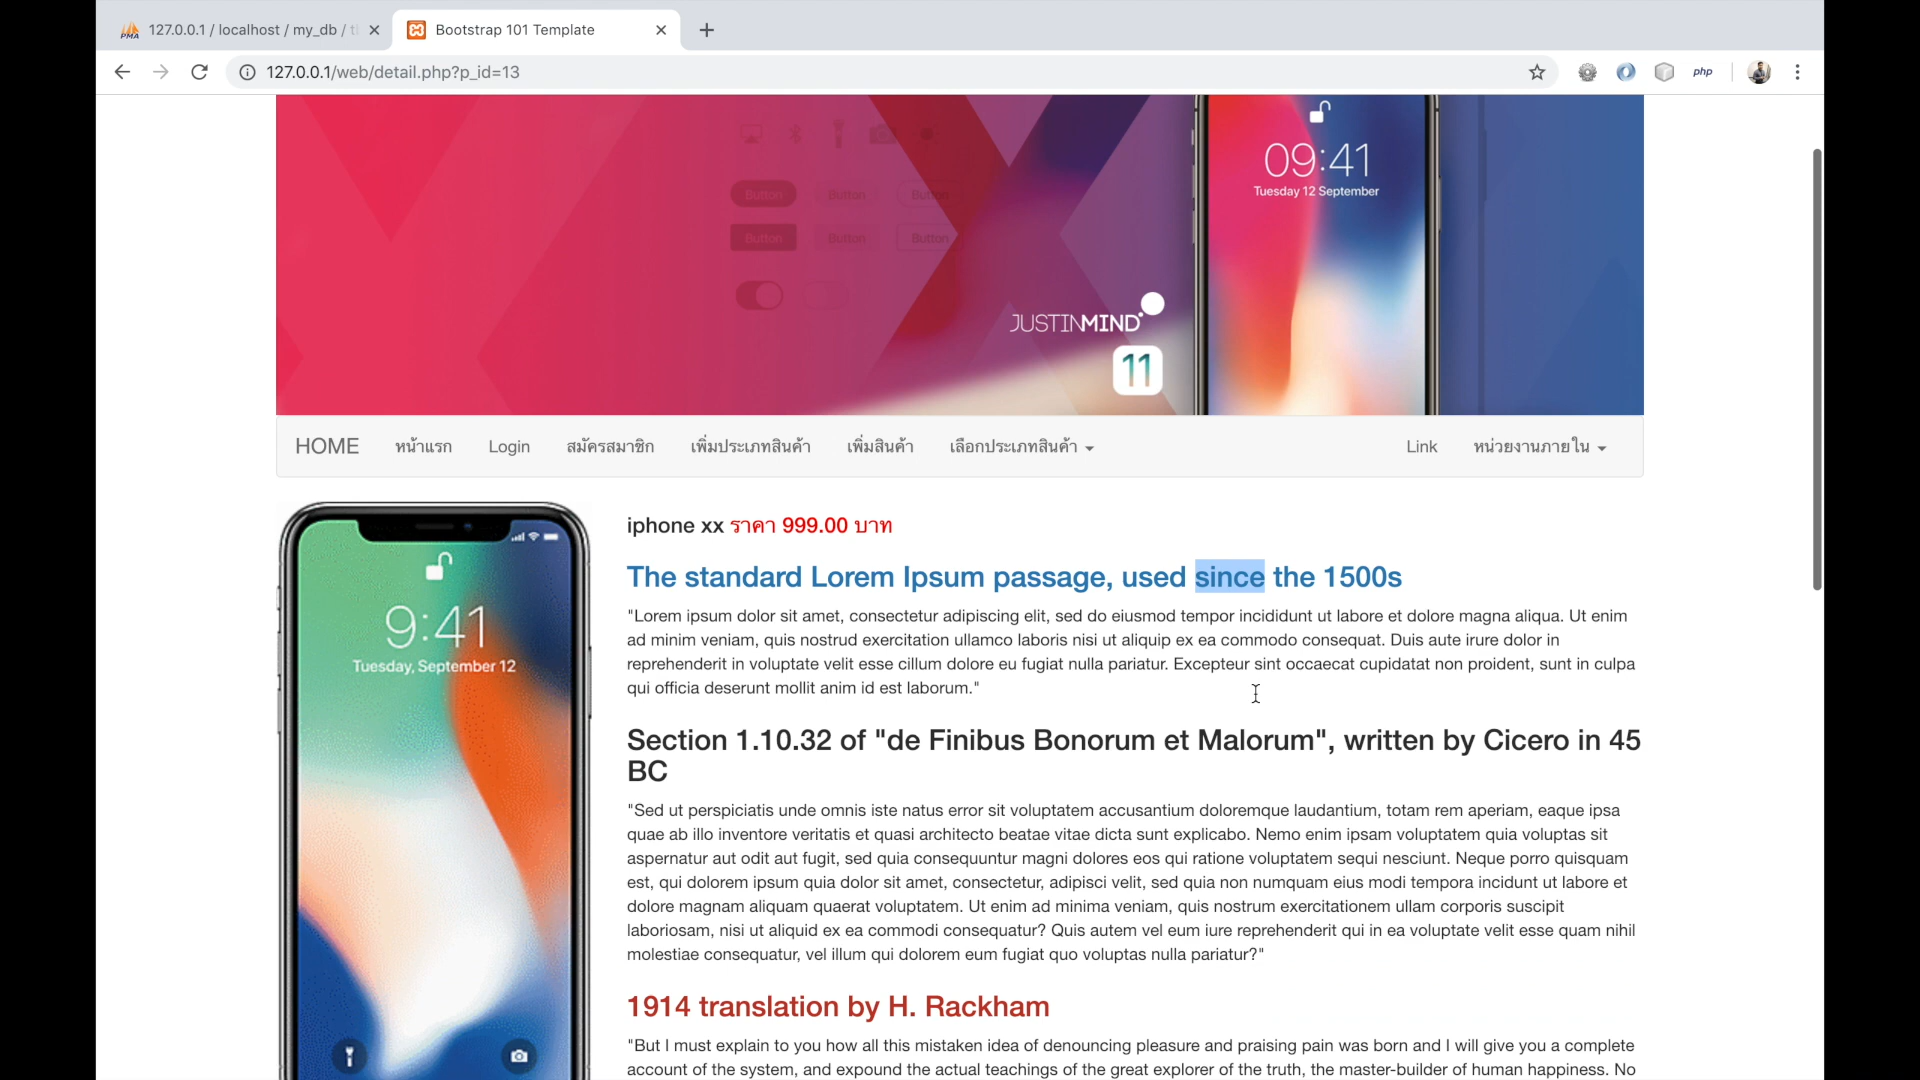 127.0.0.1 / localhost / my_db / t
Bootstrap 101 Template
127.0.0.1/web/detail.php?p_id=13
php
Button Button Button
Button Button Button
09:41
Tuesday 12 September
JUSTINMIND
11
HOME หน้าแรก Login สมัครสมาชิก เพิ่มประเภทสินค้า เพิ่มสินค้า เลือกประเภทสินค้า Link หน่วยงานภายใน
9:41
Tuesday, September 12
iphone xx ราคา 999.00 บาท
The standard Lorem Ipsum passage, used since the 1500s
"Lorem ipsum dolor sit amet, consectetur adipiscing elit, sed do eiusmod tempor incididunt ut labore et dolore magna aliqua. Ut enim
ad minim veniam, quis nostrud exercitation ullamco laboris nisi ut aliquip ex ea commodo consequat. Duis aute irure dolor in
reprehenderit in voluptate velit esse cillum dolore eu fugiat nulla pariatur. Excepteur sint occaecat cupidatat non proident, sunt in culpa
qui officia deserunt mollit anim id est laborum."
Section 1.10.32 of "de Finibus Bonorum et Malorum", written by Cicero in 45
BC
"Sed ut perspiciatis unde omnis iste natus error sit voluptatem accusantium doloremque laudantium, totam rem aperiam, eaque ipsa
quae ab illo inventore veritatis et quasi architecto beatae vitae dicta sunt explicabo. Nemo enim ipsam voluptatem quia voluptas sit
aspernatur aut odit aut fugit, sed quia consequuntur magni dolores eos qui ratione voluptatem sequi nesciunt. Neque porro quisquam
est, qui dolorem ipsum quia dolor sit amet, consectetur, adipisci velit, sed quia non numquam eius modi tempora incidunt ut labore et
dolore magnam aliquam quaerat voluptatem. Ut enim ad minima veniam, quis nostrum exercitationem ullam corporis suscipit
laboriosam, nisi ut aliquid ex ea commodi consequatur? Quis autem vel eum iure reprehenderit qui in ea voluptate velit esse quam nihil
molestiae consequatur, vel illum qui dolorem eum fugiat quo voluptas nulla pariatur?"
1914 translation by H. Rackham
"But I must explain to you how all this mistaken idea of denouncing pleasure and praising pain was born and I will give you a complete
account of the system, and expound the actual teachings of the great explorer of the truth, the master-builder of human happiness. No